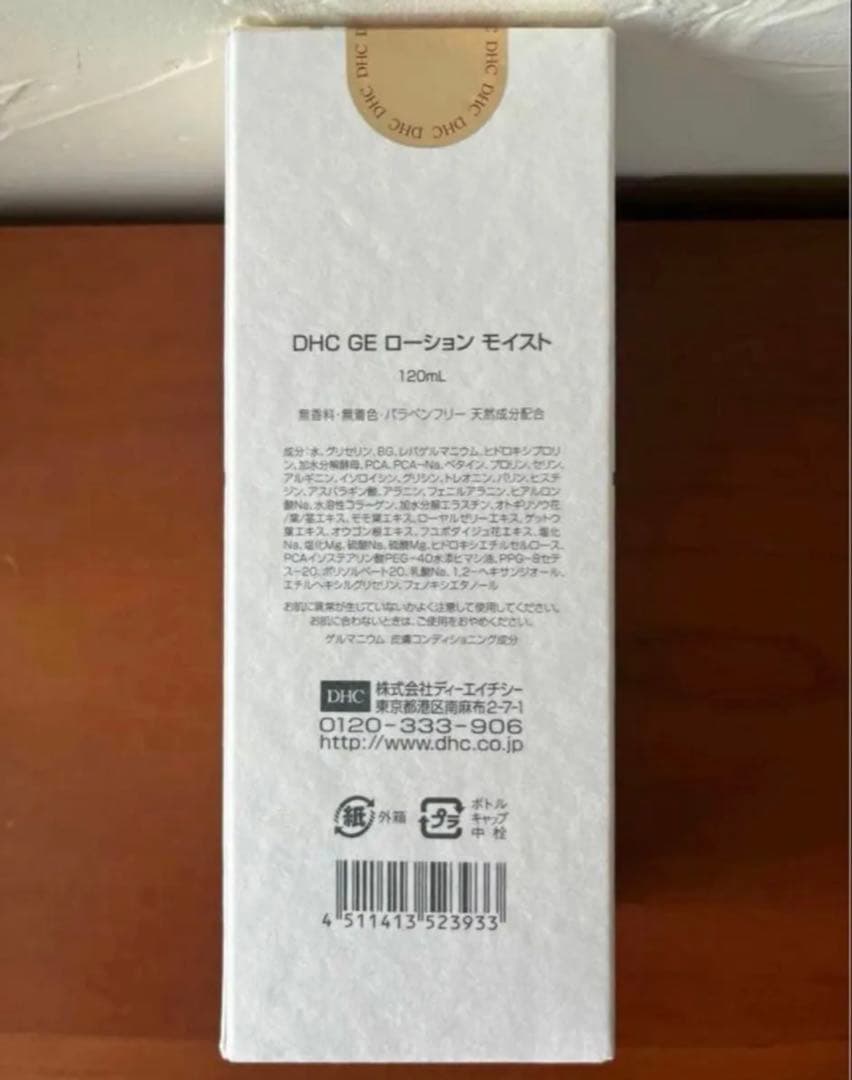 DHC DHC DHC DHC DHC DHC DHC
DHC GE ローション モイスト
120mL
無香料・無着色・パラベンフリー 天然成分配合
成分:水、グリセリン、BG、レパゲルマニウム、ヒドロキシプロリ
ン、加水分解酵母、PCA、PCA-Na、ベタイン、プロリン、セリン、
アルギニン、イソロイシン、グリシン、トレオニン、バリン、ヒスチ
ジン、アスパラギン酸、アラニン、フェニルアラニン、ヒアルロン
酸Na、水溶性コラーゲン、加水分解エラスチン、オトギリソウ花
/葉/茎エキス、モモ葉エキス、ローヤルゼリーエキス、ゲットウ
葉エキス、オウゴン根エキス、フユボダイジュ花エキス、塩化
Na、塩化Mg、硫酸Na、硫酸Mg、ヒドロキシエチルセルロース、
PCAイソステアリン酸PEG-40水添ヒマシ油、PPG-8セテ
ス-20、ポリソルベート20、乳酸Na、1,2-ヘキサンジオール、
エチルヘキシルグリセリン、フェノキシエタノール
お肌に異常が生じていないかよく注意して使用してください。
お肌に合わないときは、ご使用をおやめください。
ゲルマニウム 皮膚コンディショニング成分
DHC 株式会社ディーエイチシー
東京都港区南麻布2-7-1
0120-333-906
http://www.dhc.co.jp
紙 外箱
プラ ボトル
キャップ
中 栓
4 511413 523933